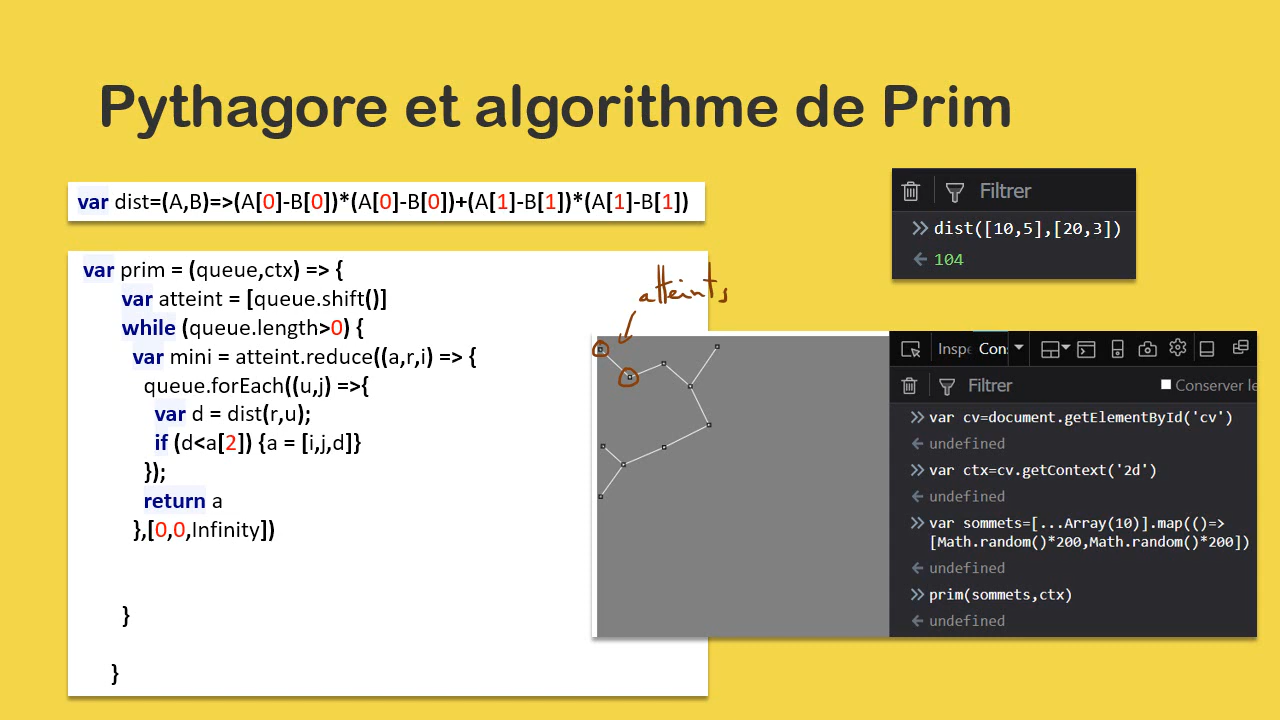 Pythagore et algorithme de Prim
var dist=(A,B)=>(A[0]-B[0])*(A[0]-B[0])+(A[1]-B[1])*(A[1]-B[1])
Filtrer
dist([10,5],[20,3])
104
var prim = (queue,ctx) => {
var atteint = [queue.shift()]
while (queue.length>0) {
var mini = atteint.reduce((a,r,i) => {
queue.forEach((u,j) =>{
var d = dist(r,u);
if (d<a[2]) {a = [i,j,d]}
});
return a
},[0,0,Infinity])
}
}
atteints
Inspe Con
Filtrer
Conserver le
var cv=document.getElementById('cv')
undefined
var ctx=cv.getContext('2d')
undefined
var sommets=[...Array(10)].map(()=>
[Math.random()*200,Math.random()*200])
undefined
prim(sommets,ctx)
undefined